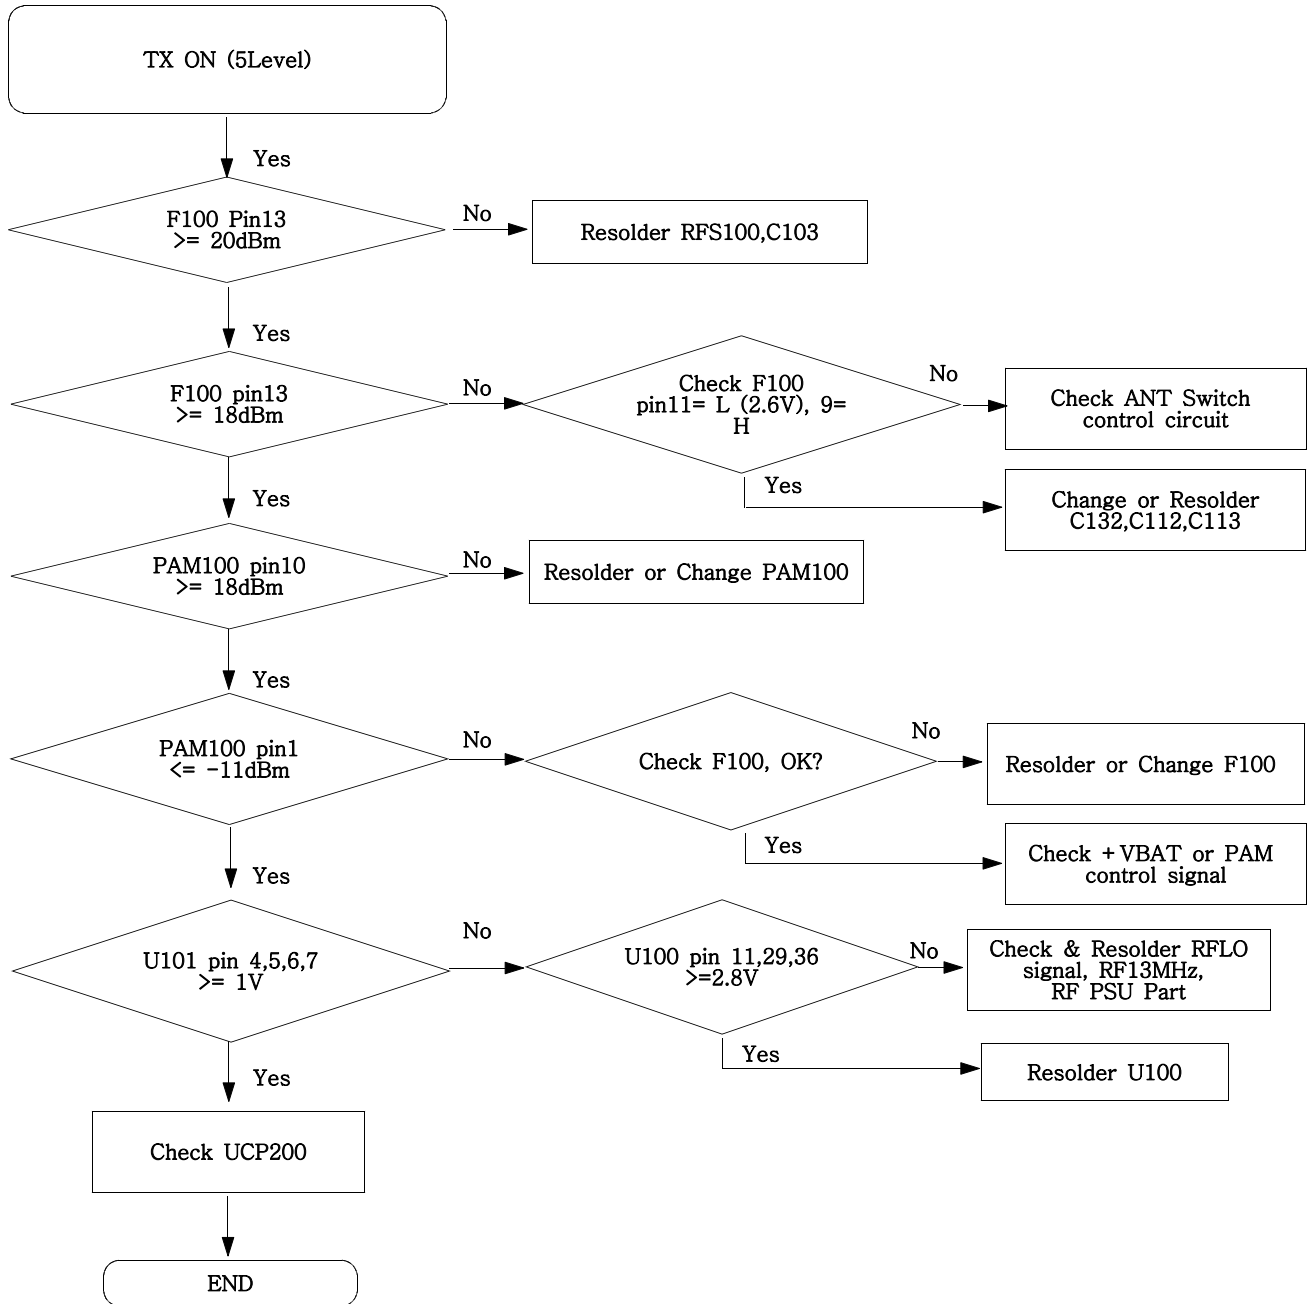 TX ON (5Level)
Yes
F100 Pin13
>= 20dBm
No
Resolder RFS100,C103
Yes
F100 pin13
>= 18dBm
No
Check F100
pin11= L (2.6V), 9=
H
No
Check ANT Switch
control circuit
Yes
Change or Resolder
C132,C112,C113
Yes
PAM100 pin10
>= 18dBm
No
Resolder or Change PAM100
Yes
PAM100 pin1
<= -11dBm
No
Check F100, OK?
No
Resolder or Change F100
Yes
Check +VBAT or PAM
control signal
Yes
U101 pin 4,5,6,7
>= 1V
No
U100 pin 11,29,36
>=2.8V
No
Check & Resolder RFLO
signal, RF13MHz,
RF PSU Part
Yes
Resolder U100
Yes
Check UCP200
END